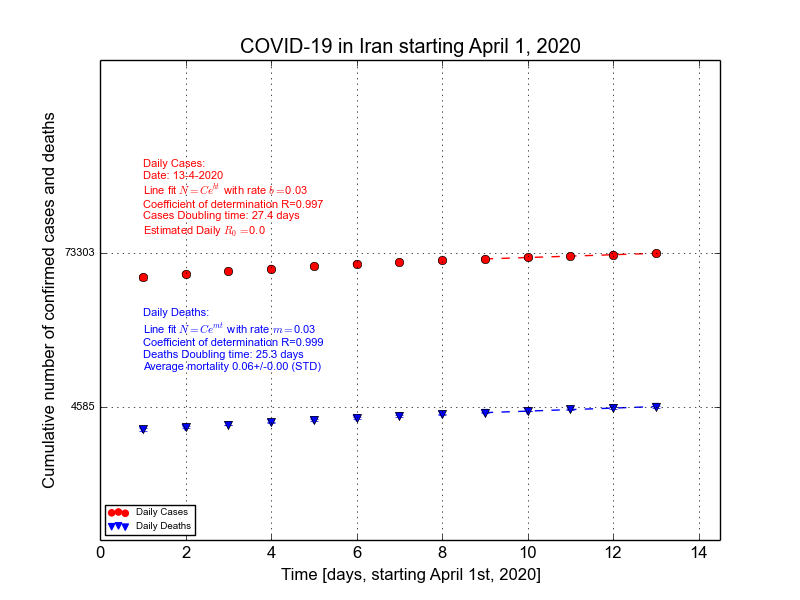 COVID-19 in Iran starting April 1, 2020
Cumulative number of confirmed cases and deaths
Daily Cases:
Date: 13-4-2020
Line fit Ṅ = Ce^{bt} with rate b = 0.03
Coefficient of determination R=0.997
Cases Doubling time: 27.4 days
Estimated Daily R₀ = 0.0
73303
Daily Deaths:
Line fit Ṅ = Ce^{mt} with rate m = 0.03
Coefficient of determination R=0.999
Deaths Doubling time: 25.3 days
Average mortality 0.06+/-0.00 (STD)
4585
Daily Cases
Daily Deaths
0 2 4 6 8 10 12 14
Time [days, starting April 1st, 2020]